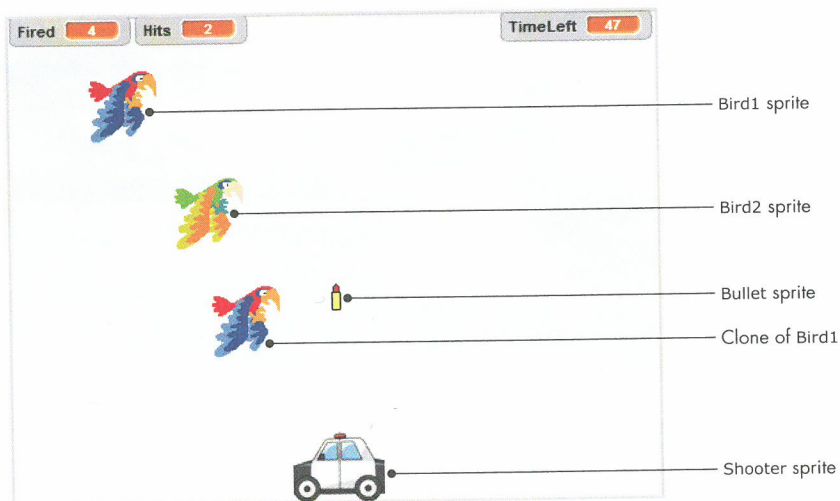 Fired 4 Hits 2 TimeLeft 47
Bird1 sprite
Bird2 sprite
Bullet sprite
Clone of Bird1
Shooter sprite